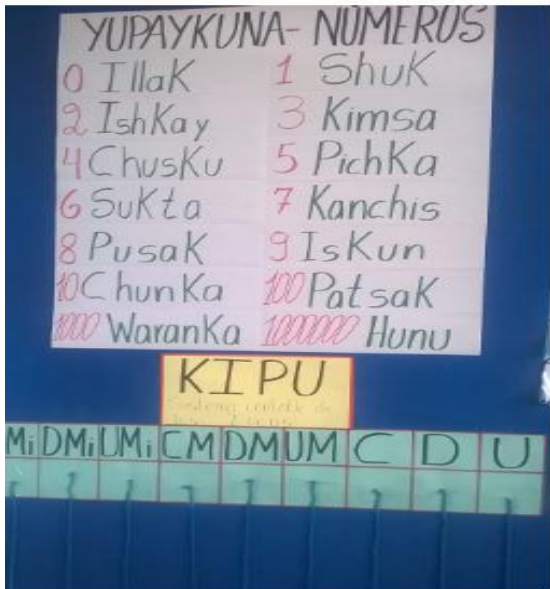 YUPAYKUNA- NÚMEROS
0 Illak 1 Shuk
2 Ishkay 3 Kimsa
4 Chusku 5 Pichka
6 Sukta 7 Kanchis
8 Pusak 9 Iskun
10 Chunka 100 Patsak
1000 Waranka 1000000 Hunu
KIPU
Mi DMi UMi CM DM UM C D U